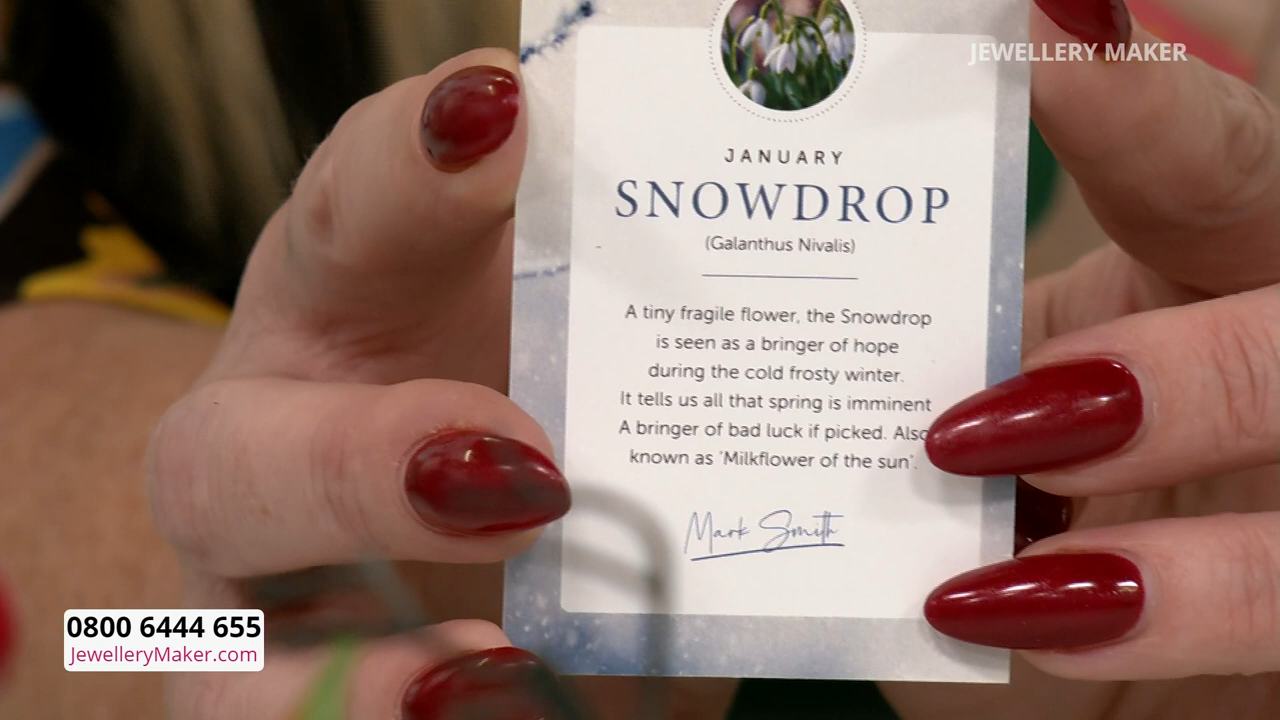 JEWELLERY MAKER
JANUARY
SNOWDROP
(Galanthus Nivalis)
A tiny fragile flower, the Snowdrop
is seen as a bringer of hope
during the cold frosty winter.
It tells us all that spring is imminent
A bringer of bad luck if picked. Also
known as 'Milkflower of the sun'.
Mark Smith
0800 6444 655
JewelleryMaker.com